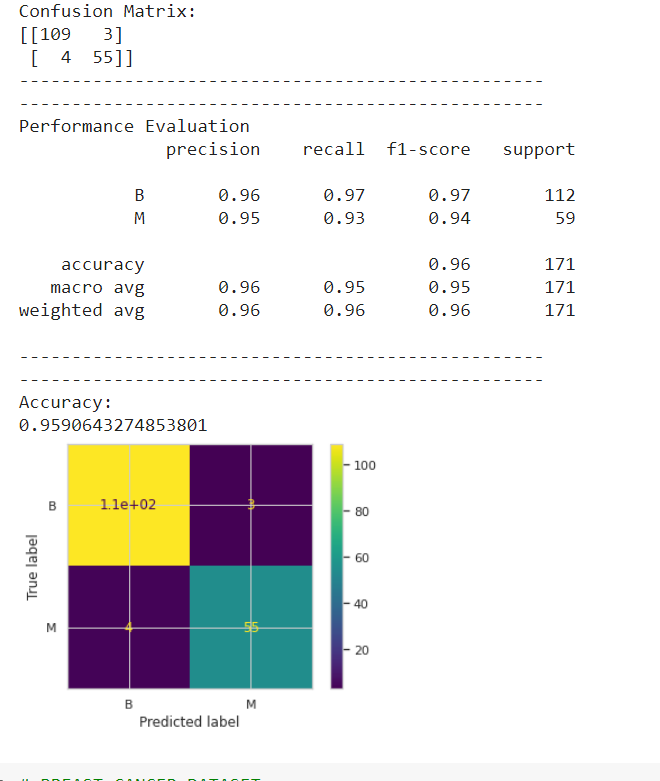 Confusion Matrix:
[[109   3]
 [  4  55]]
--------------------------------------------------
--------------------------------------------------
Performance Evaluation
              precision    recall  f1-score   support

           B       0.96      0.97      0.97       112
           M       0.95      0.93      0.94        59

    accuracy                           0.96       171
   macro avg       0.96      0.95      0.95       171
weighted avg       0.96      0.96      0.96       171

--------------------------------------------------
--------------------------------------------------
Accuracy:
0.9590643274853801
100
B 1.1e+02 3
80
True label
60
40
M 4 55
20
B M
Predicted label
# BREAST CANCER DATASET